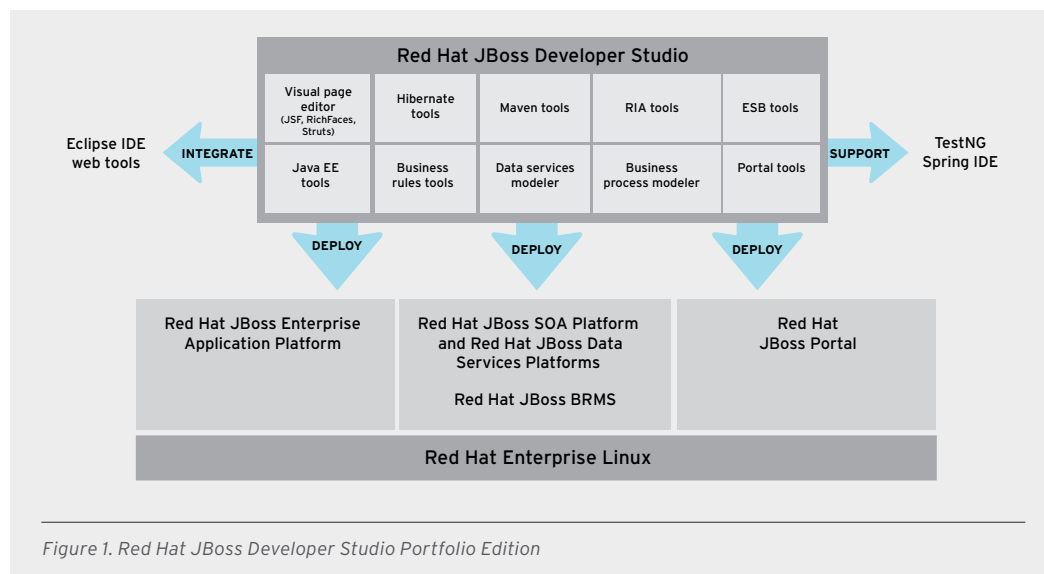 Red Hat JBoss Developer Studio
Visual page
editor
(JSF, RichFaces,
Struts)
Hibernate
tools
Maven tools
RIA tools
ESB tools
Java EE
tools
Business
rules tools
Data services
modeler
Business
process modeler
Portal tools
Eclipse IDE
web tools
INTEGRATE
SUPPORT
TestNG
Spring IDE
DEPLOY
DEPLOY
DEPLOY
Red Hat JBoss Enterprise
Application Platform
Red Hat JBoss SOA Platform
and Red Hat JBoss Data
Services Platforms
Red Hat JBoss BRMS
Red Hat
JBoss Portal
Red Hat Enterprise Linux
Figure 1. Red Hat JBoss Developer Studio Portfolio Edition